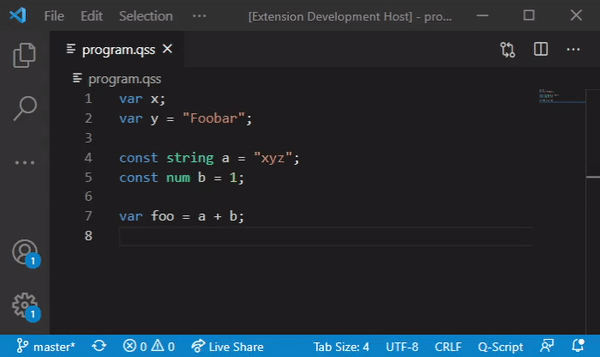 File Edit Selection ... [Extension Development Host] - pro...
program.qss
program.qss
1 var x;
2 var y = "Foobar";
3
4 const string a = "xyz";
5 const num b = 1;
6
7 var foo = a + b;
8
1
1
master* 0 0 Live Share Tab Size: 4 UTF-8 CRLF Q-Script